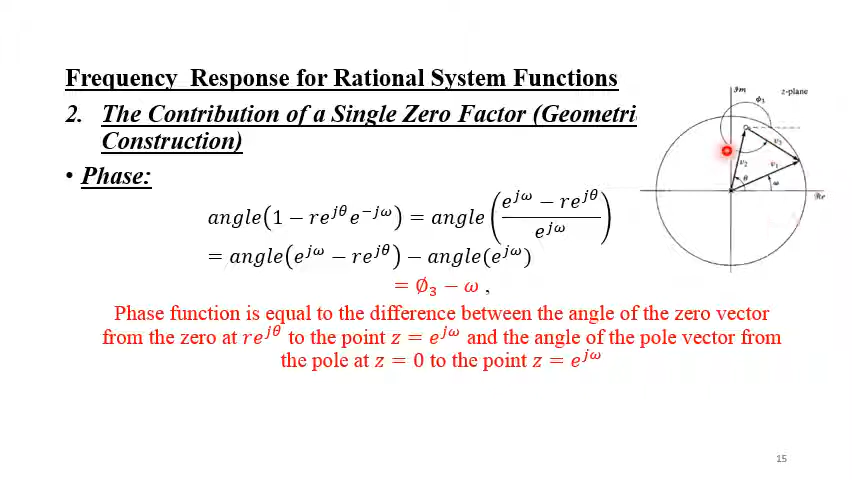 Frequency Response for Rational System Functions
2. The Contribution of a Single Zero Factor (Geometri
Construction)
• Phase:
angle(1 − re^{jθ}e^{−jω}) = angle((e^{jω} − re^{jθ}) / e^{jω})
= angle(e^{jω} − re^{jθ}) − angle(e^{jω})
= ∅₃ − ω ,
Phase function is equal to the difference between the angle of the zero vector
from the zero at re^{jθ} to the point z = e^{jω} and the angle of the pole vector from
the pole at z = 0 to the point z = e^{jω}
ℐm
z-plane
ϕ₃
v₃
v₂
v₁
θ
ω
ℛe
15